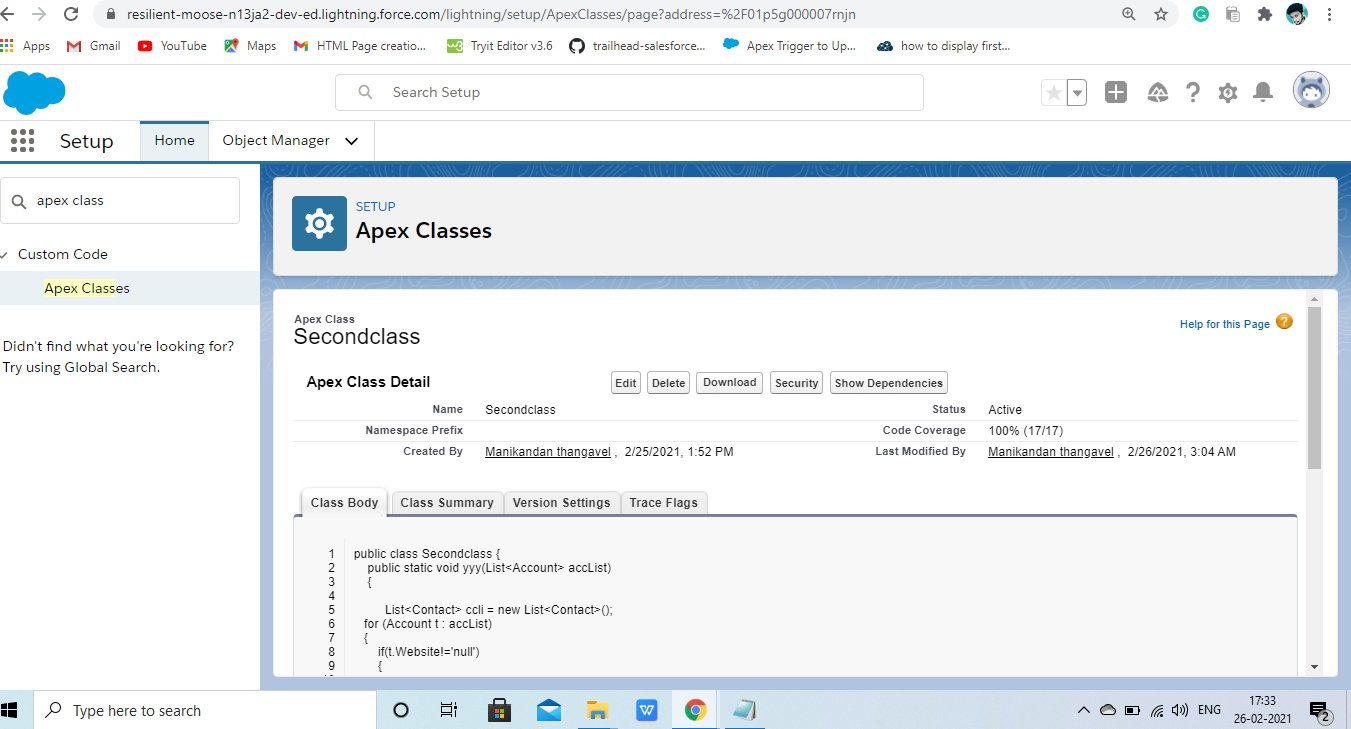 resilient-moose-n13ja2-dev-ed.lightning.force.com/lightning/setup/ApexClasses/page?address=%2F01p5g000007rnjn
Apps Gmail YouTube Maps HTML Page creatio... Tryit Editor v3.6 trailhead-salesforce... Apex Trigger to Up... how to display first...
Search Setup
Setup Home Object Manager
apex class
SETUP
Apex Classes
Custom Code
Apex Classes
Didn't find what you're looking for?
Try using Global Search.
Apex Class
Secondclass
Help for this Page ?
Apex Class Detail Edit Delete Download Security Show Dependencies
Name Secondclass Status Active
Namespace Prefix Code Coverage 100% (17/17)
Created By Manikandan thangavel , 2/25/2021, 1:52 PM Last Modified By Manikandan thangavel , 2/26/2021, 3:04 AM
Class Body Class Summary Version Settings Trace Flags
1 public class Secondclass {
2 public static void yyy(List<Account> accList)
3 {
4
5 List<Contact> ccli = new List<Contact>();
6 for (Account t : accList)
7 {
8 if(t.Website!='null')
9 {
Type here to search
W
ENG
17:33
26-02-2021
2